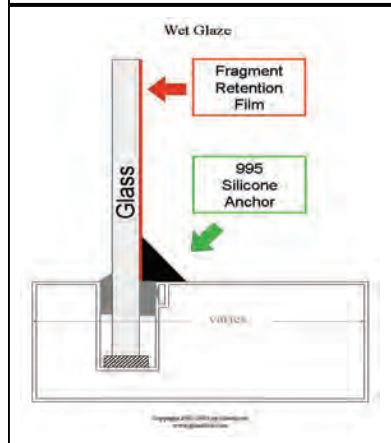 Wet Glaze
Fragment
Retention
Film
995
Silicone
Anchor
Glass
varies